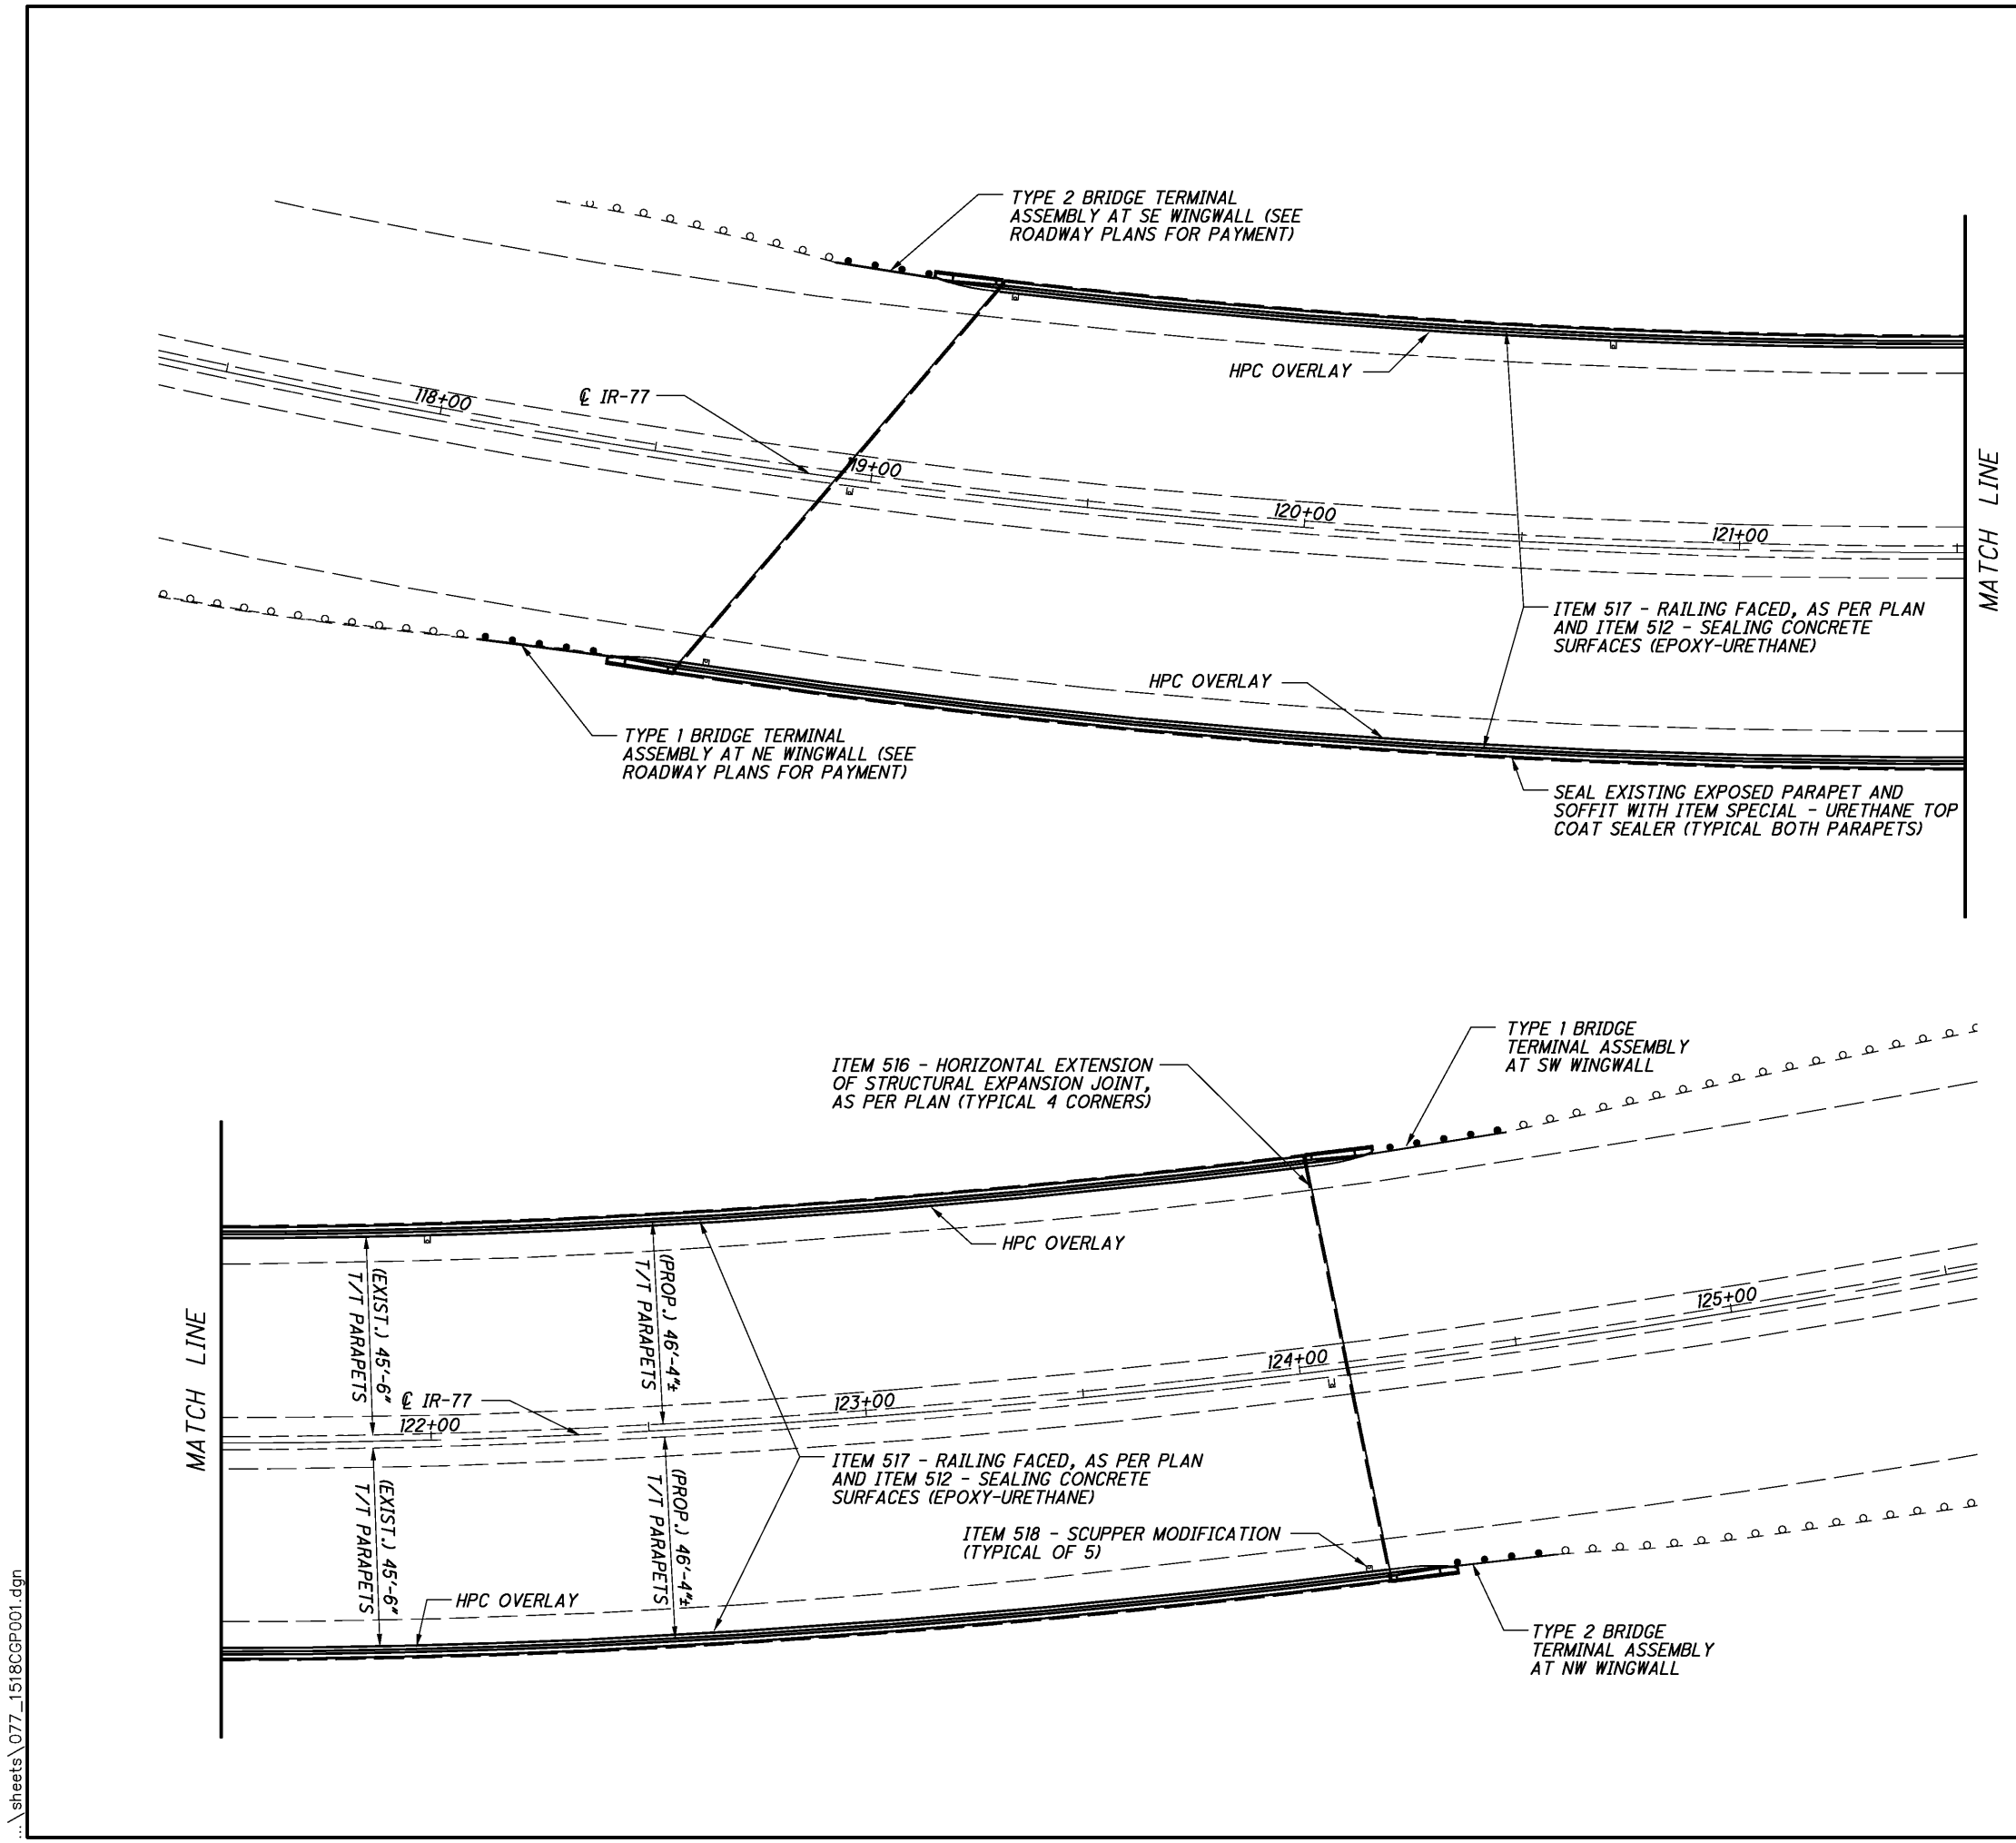 TYPE 2 BRIDGE TERMINAL
ASSEMBLY AT SE WINGWALL (SEE
ROADWAY PLANS FOR PAYMENT)
HPC OVERLAY
℄ IR-77
118+00
119+00
120+00
121+00
MATCH LINE
ITEM 517 - RAILING FACED, AS PER PLAN
AND ITEM 512 - SEALING CONCRETE
SURFACES (EPOXY-URETHANE)
HPC OVERLAY
TYPE 1 BRIDGE TERMINAL
ASSEMBLY AT NE WINGWALL (SEE
ROADWAY PLANS FOR PAYMENT)
SEAL EXISTING EXPOSED PARAPET AND
SOFFIT WITH ITEM SPECIAL - URETHANE TOP
COAT SEALER (TYPICAL BOTH PARAPETS)
TYPE 1 BRIDGE
TERMINAL ASSEMBLY
AT SW WINGWALL
ITEM 516 - HORIZONTAL EXTENSION
OF STRUCTURAL EXPANSION JOINT,
AS PER PLAN (TYPICAL 4 CORNERS)
HPC OVERLAY
(EXIST.) 45'-6"
T/T PARAPETS
(PROP.) 46'-4"±
T/T PARAPETS
MATCH LINE
℄ IR-77
122+00
123+00
124+00
125+00
ITEM 517 - RAILING FACED, AS PER PLAN
AND ITEM 512 - SEALING CONCRETE
SURFACES (EPOXY-URETHANE)
(EXIST.) 45'-6"
T/T PARAPETS
(PROP.) 46'-4"±
T/T PARAPETS
ITEM 518 - SCUPPER MODIFICATION
(TYPICAL OF 5)
HPC OVERLAY
TYPE 2 BRIDGE
TERMINAL ASSEMBLY
AT NW WINGWALL
...\sheets\077_1518CGP001.dgn